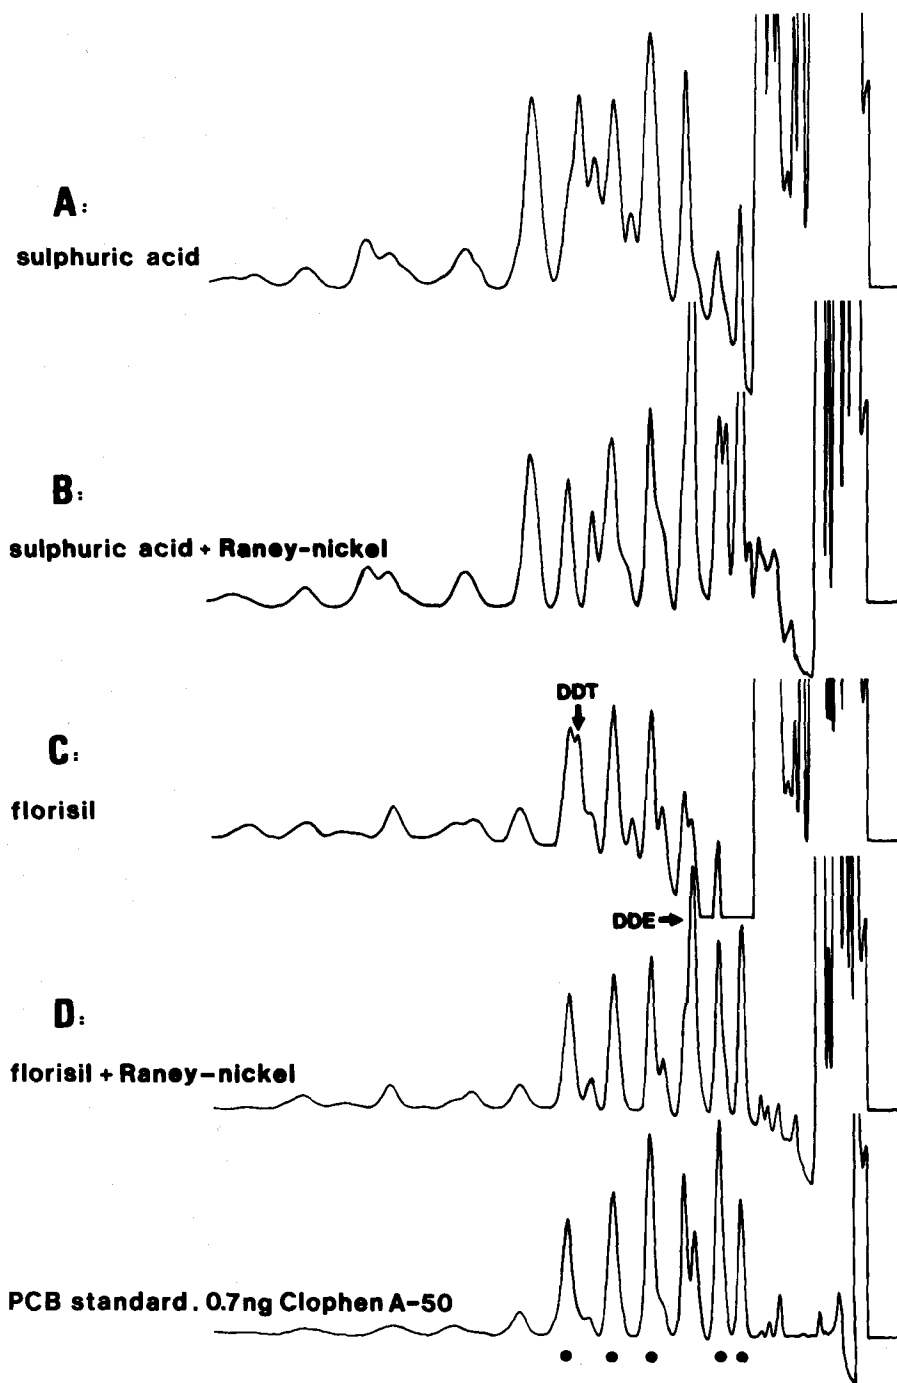 A:
sulphuric acid
B:
sulphuric acid + Raney-nickel
DDT
C:
florisil
DDE
D:
florisil + Raney-nickel
PCB standard. 0.7ng Clophen A-50